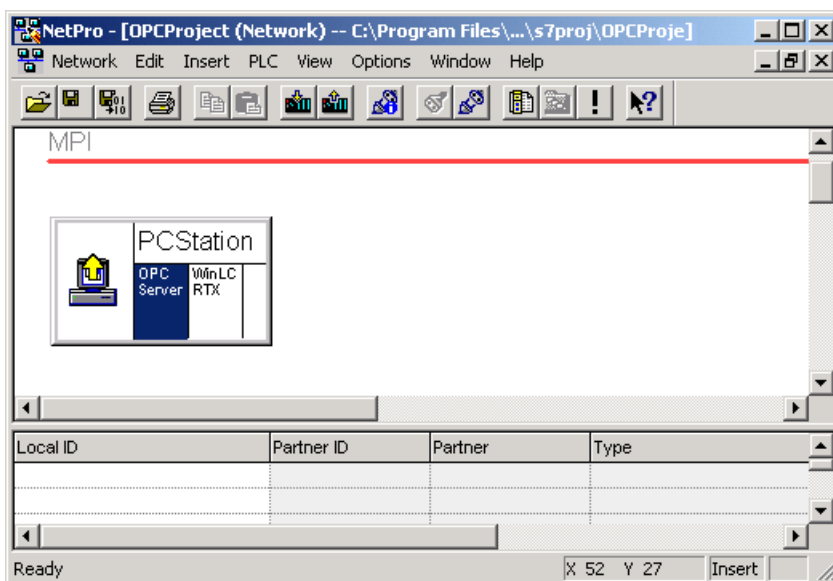 NetPro - [OPCProject (Network) -- C:\Program Files\...\s7proj\OPCProje]
Network Edit Insert PLC View Options Window Help
MPI
PCStation
OPC Server
WinLC RTX
Local ID Partner ID Partner Type
Ready X 52 Y 27 Insert